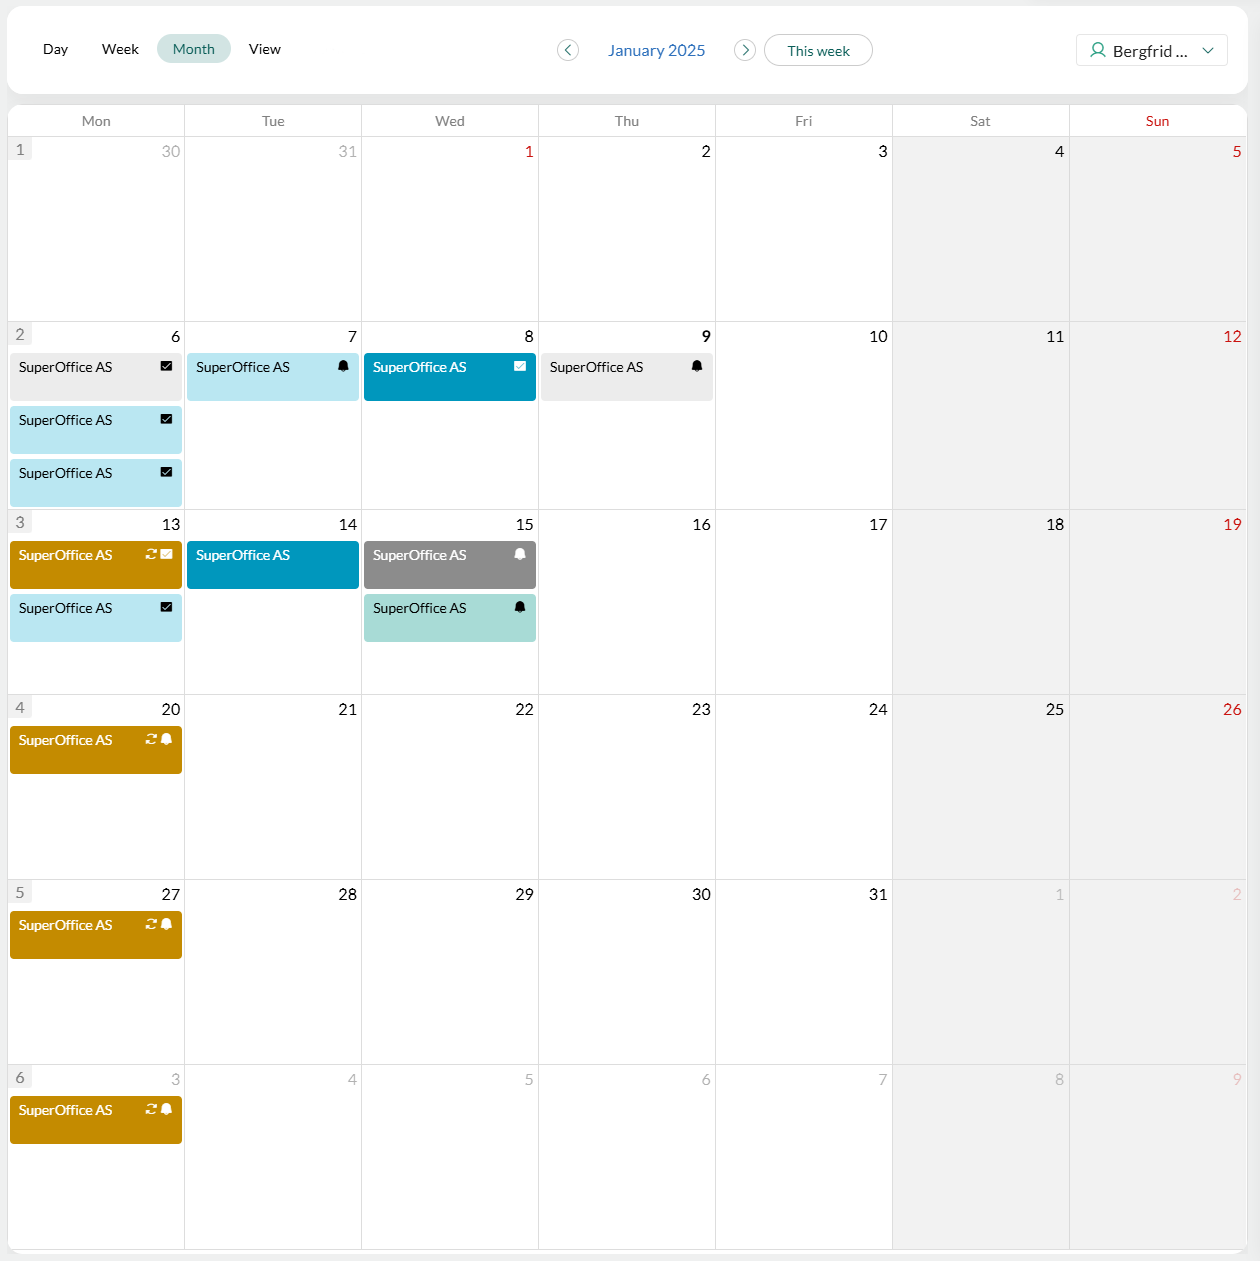 Day Week Month View January 2025 This week Bergfrid ...
Mon Tue Wed Thu Fri Sat Sun
1 30 31 1 2 3 4 5
2 6 7 8 9 10 11 12
SuperOffice AS SuperOffice AS SuperOffice AS SuperOffice AS
SuperOffice AS
SuperOffice AS
3 13 14 15 16 17 18 19
SuperOffice AS SuperOffice AS SuperOffice AS
SuperOffice AS SuperOffice AS
4 20 21 22 23 24 25 26
SuperOffice AS
5 27 28 29 30 31 1 2
SuperOffice AS
6 3 4 5 6 7 8 9
SuperOffice AS